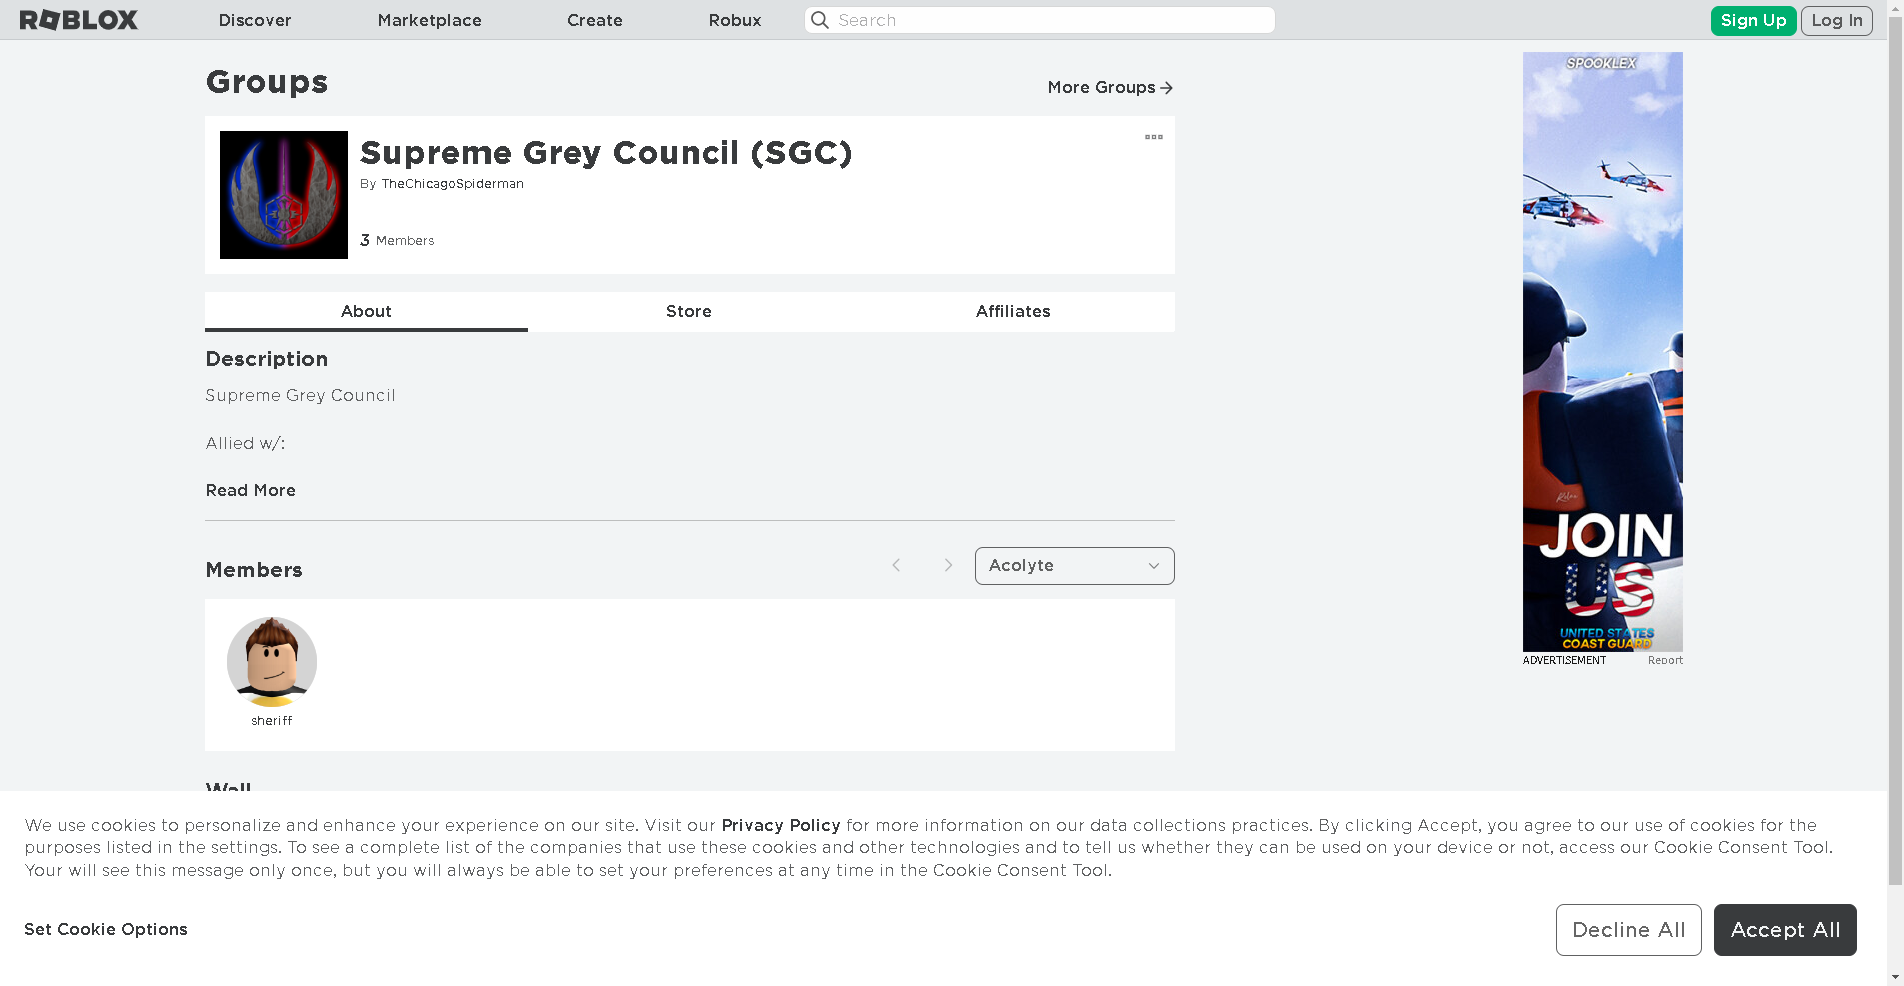 ROBLOX Discover Marketplace Create Robux Search Sign Up Log In
Groups
More Groups
Supreme Grey Council (SGC)
By TheChicagoSpiderman
3 Members
About Store Affiliates
Description
Supreme Grey Council
Allied w/:
Read More
Members
Acolyte
sheriff
Wall
SPOOKLEX
JOIN
US
UNITED STATES
COAST GUARD
ADVERTISEMENT Report
We use cookies to personalize and enhance your experience on our site. Visit our Privacy Policy for more information on our data collections practices. By clicking Accept, you agree to our use of cookies for the
purposes listed in the settings. To see a complete list of the companies that use these cookies and other technologies and to tell us whether they can be used on your device or not, access our Cookie Consent Tool.
Your will see this message only once, but you will always be able to set your preferences at any time in the Cookie Consent Tool.
Set Cookie Options
Decline All
Accept All